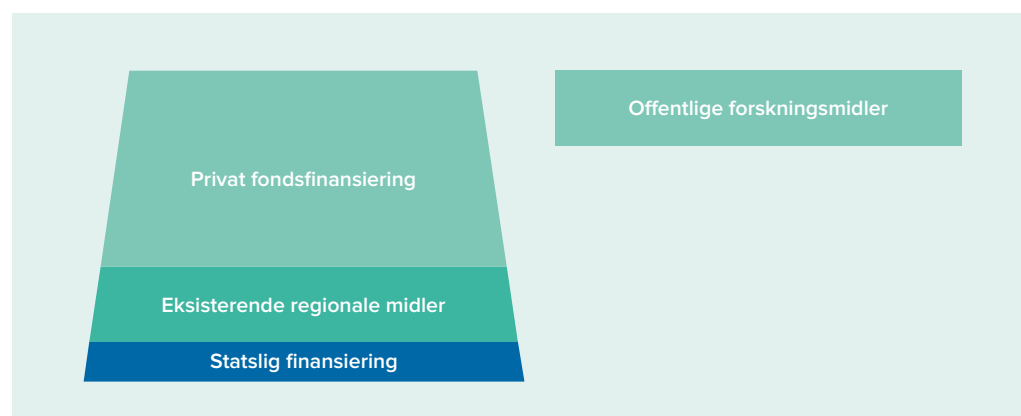 Offentlige forskningsmidler
Privat fondsfinansiering
Eksisterende regionale midler
Statslig finansiering